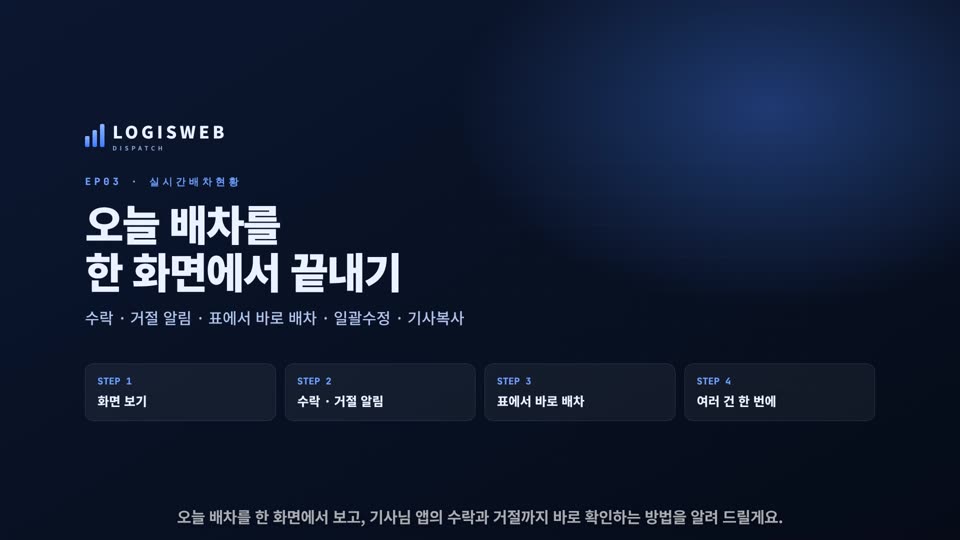 LOGISWEB
DISPATCH
EP03 · 실시간배차현황
오늘 배차를
한 화면에서 끝내기
수락 · 거절 알림 · 표에서 바로 배차 · 일괄수정 · 기사복사
STEP 1
화면 보기
STEP 2
수락 · 거절 알림
STEP 3
표에서 바로 배차
STEP 4
여러 건 한 번에
오늘 배차를 한 화면에서 보고, 기사님 앱의 수락과 거절까지 바로 확인하는 방법을 알려 드릴게요.